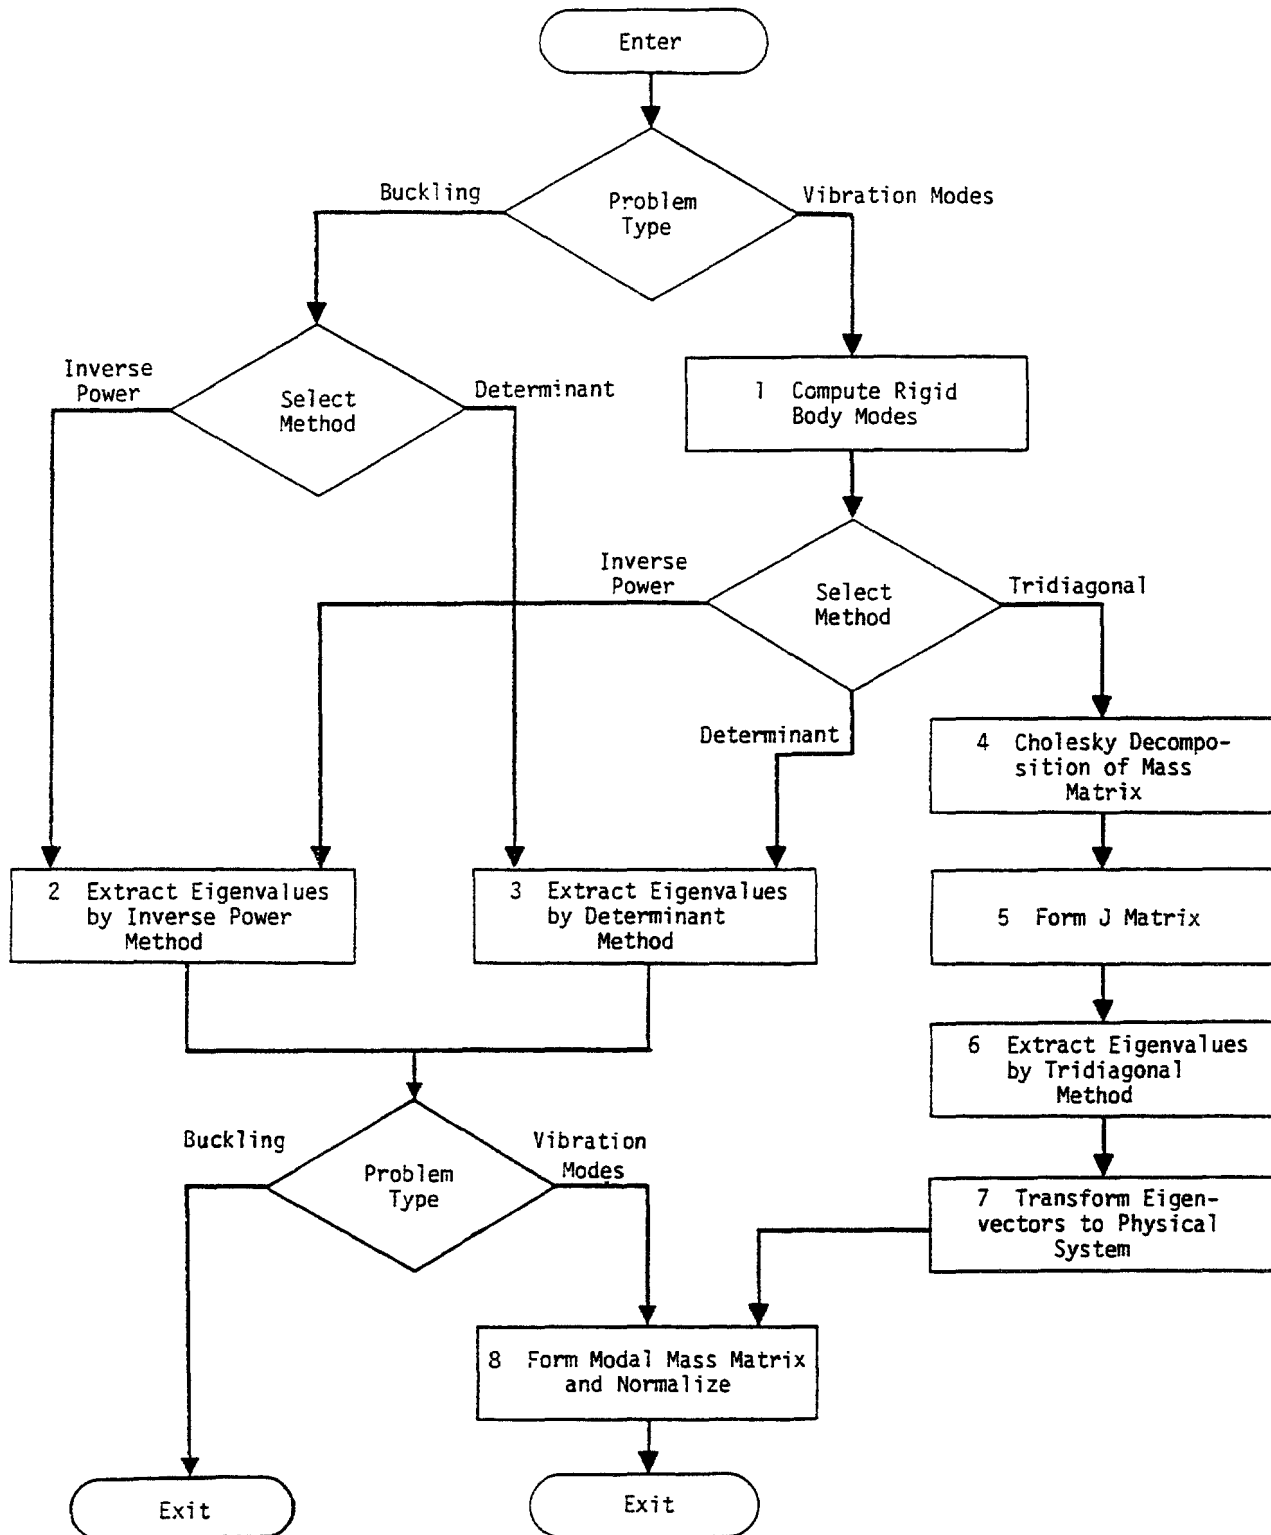 Enter
Problem
Type
Buckling
Vibration Modes
Inverse
Power
Select
Method
Determinant
1 Compute Rigid
Body Modes
Inverse
Power
Select
Method
Tridiagonal
Determinant
4 Cholesky Decompo-
sition of Mass
Matrix
2 Extract Eigenvalues
by Inverse Power
Method
3 Extract Eigenvalues
by Determinant
Method
5 Form J Matrix
6 Extract Eigenvalues
by Tridiagonal
Method
Buckling
Problem
Type
Vibration
Modes
7 Transform Eigen-
vectors to Physical
System
8 Form Modal Mass Matrix
and Normalize
Exit
Exit